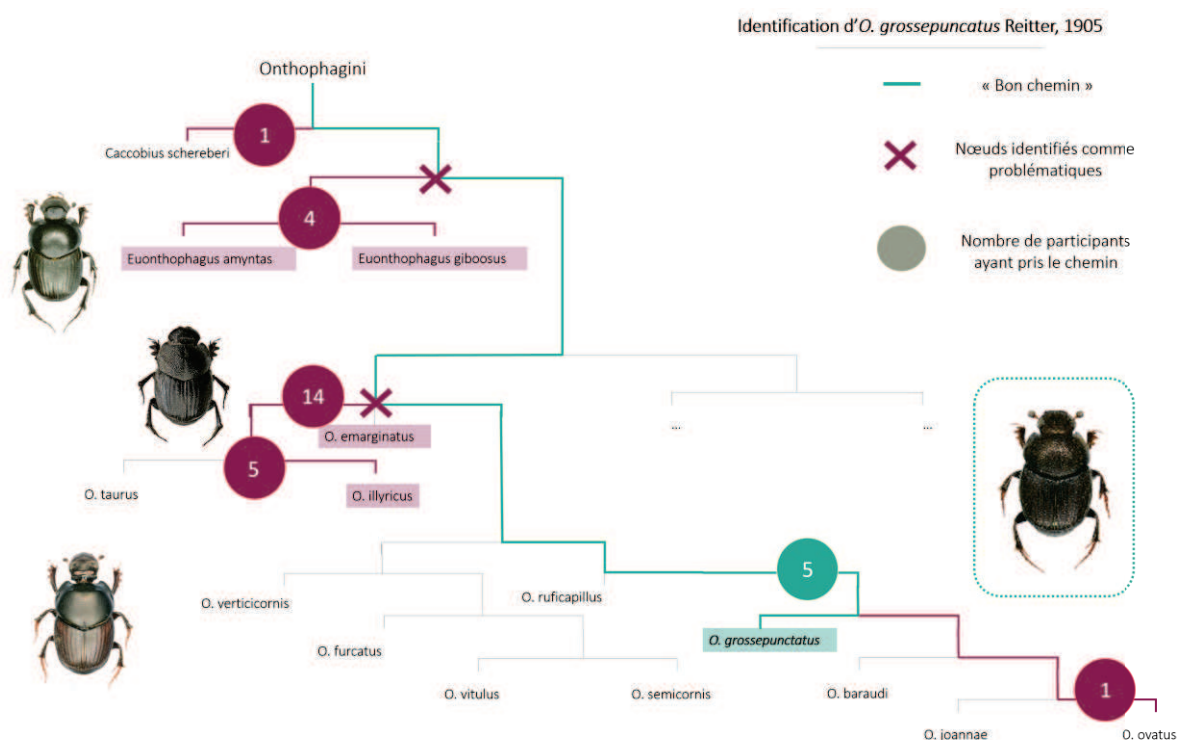 Identification d'O. grossepuncatus Reitter, 1905
Onthophagini
« Bon chemin »
1
Caccobius schereberi
Nœuds identifiés comme
problématiques
4
Euonthophagus amyntas
Euonthophagus giboosus
Nombre de participants
ayant pris le chemin
14
O. emarginatus
...
...
5
O. taurus
O. illyricus
5
O. verticicornis
O. ruficapillus
O. grossepunctatus
O. furcatus
O. vitulus
O. semicornis
O. baraudi
1
O. joannae
O. ovatus